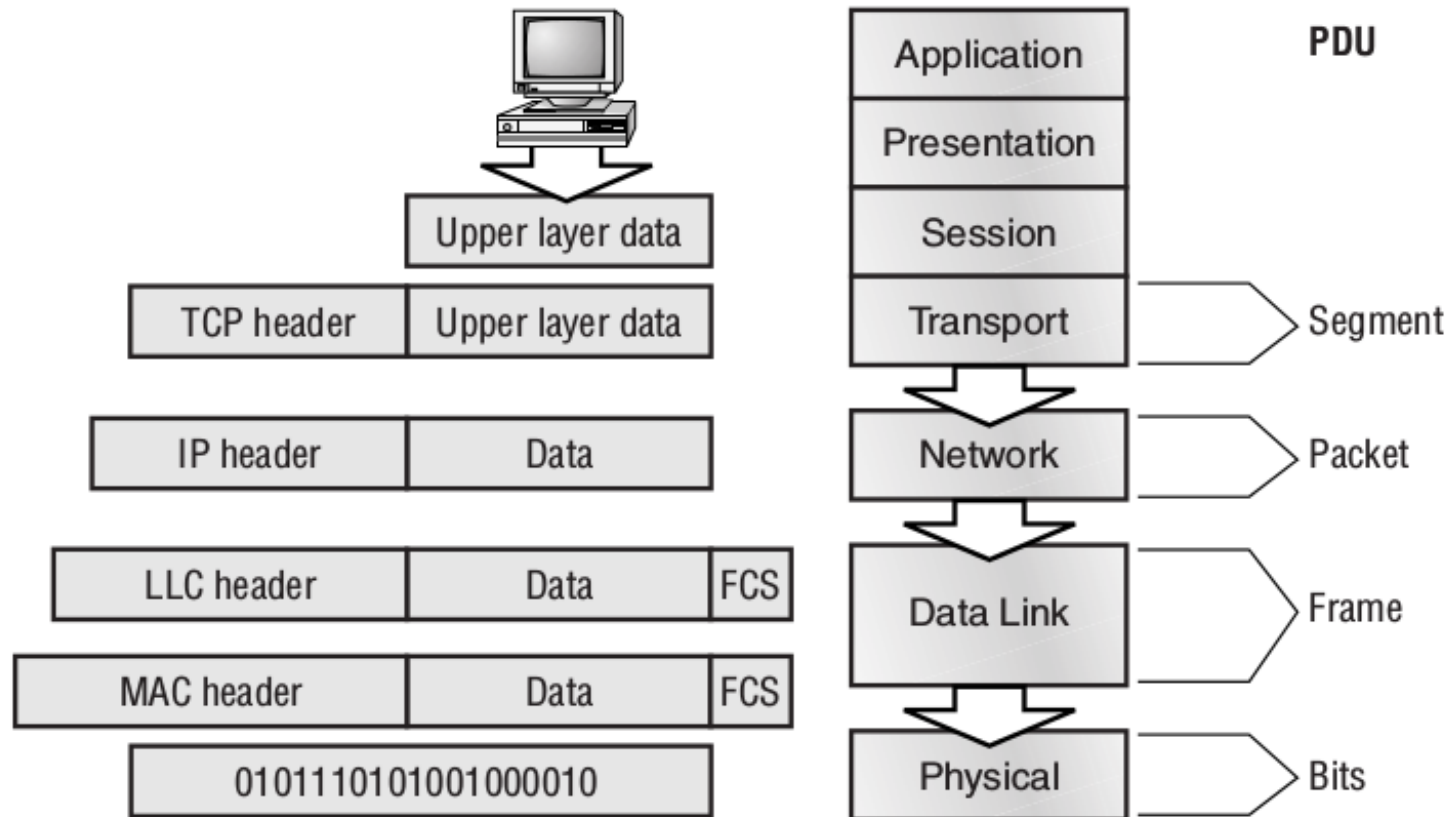 Application
PDU
Presentation
Upper layer data
Session
TCP header
Upper layer data
Transport
Segment
IP header
Data
Network
Packet
LLC header
Data
FCS
Data Link
Frame
MAC header
Data
FCS
0101110101001000010
Physical
Bits